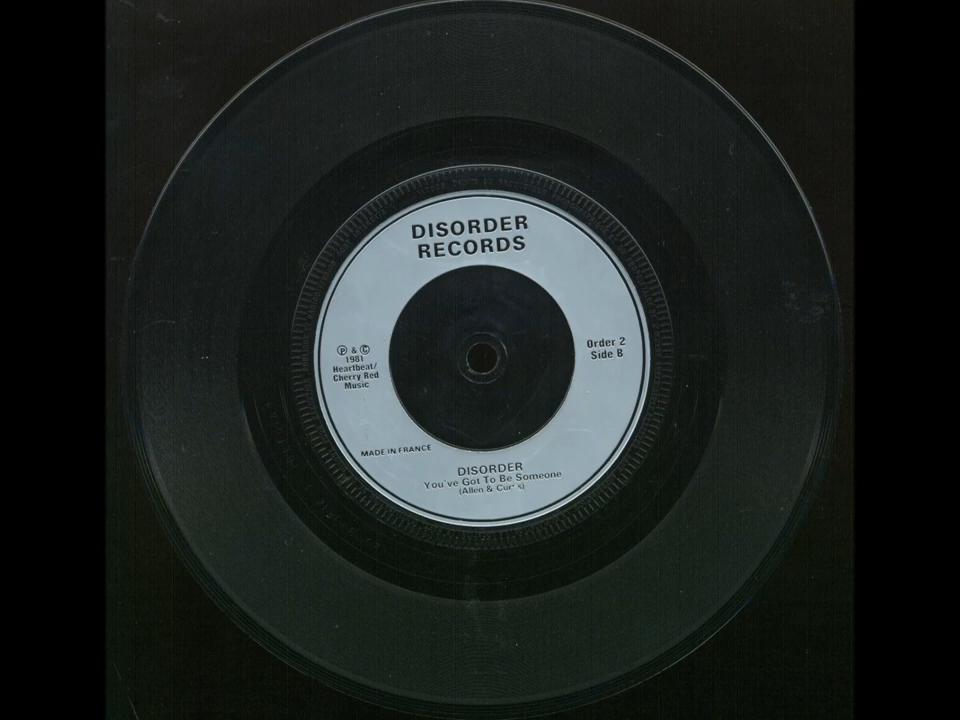 DISORDER
RECORDS
Ⓟ & Ⓒ
1981
Heartbeat/
Cherry Red
Music
Order 2
Side B
MADE IN FRANCE
DISORDER
You've Got To Be Someone
(Allen &